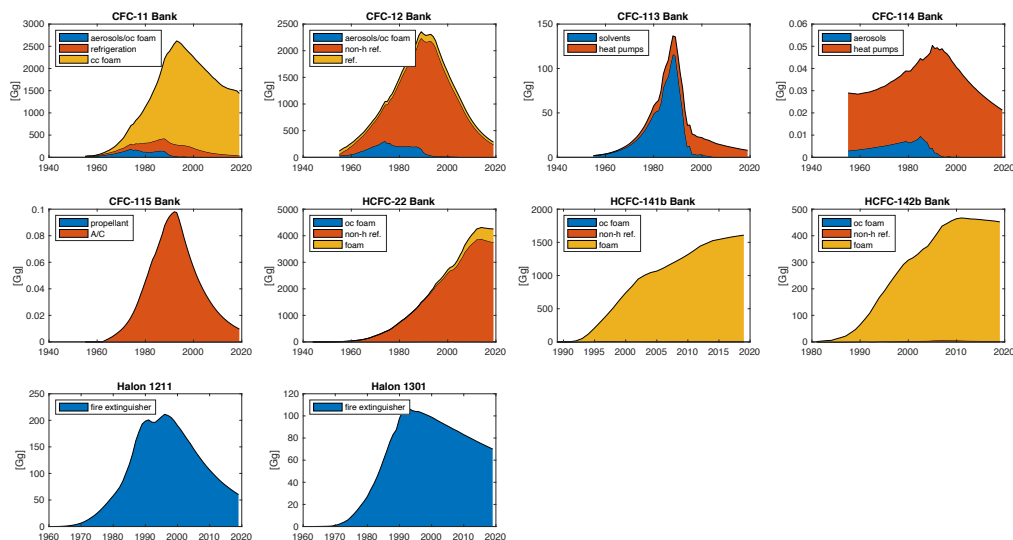 CFC-11 Bank
[Gg]
3000
2500
2000
1500
1000
500
0
aerosols/oc foam
refrigeration
cc foam
1940 1960 1980 2000 2020
CFC-12 Bank
[Gg]
2500
2000
1500
1000
500
0
aerosols/oc foam
non-h ref.
ref.
1940 1960 1980 2000 2020
CFC-113 Bank
[Gg]
150
100
50
0
solvents
heat pumps
1940 1960 1980 2000 2020
CFC-114 Bank
[Gg]
0.06
0.05
0.04
0.03
0.02
0.01
0
aerosols
heat pumps
1940 1960 1980 2000 2020
CFC-115 Bank
[Gg]
0.1
0.08
0.06
0.04
0.02
0
propellant
A/C
1940 1960 1980 2000 2020
HCFC-22 Bank
[Gg]
5000
4000
3000
2000
1000
0
oc foam
non-h ref.
foam
1940 1960 1980 2000 2020
HCFC-141b Bank
[Gg]
2000
1500
1000
500
0
oc foam
non-h ref.
foam
1990 1995 2000 2005 2010 2015 2020
HCFC-142b Bank
[Gg]
500
400
300
200
100
0
oc foam
non-h ref.
foam
1980 1990 2000 2010 2020
Halon 1211
[Gg]
250
200
150
100
50
0
fire extinguisher
1960 1970 1980 1990 2000 2010 2020
Halon 1301
[Gg]
120
100
80
60
40
20
0
fire extinguisher
1960 1970 1980 1990 2000 2010 2020